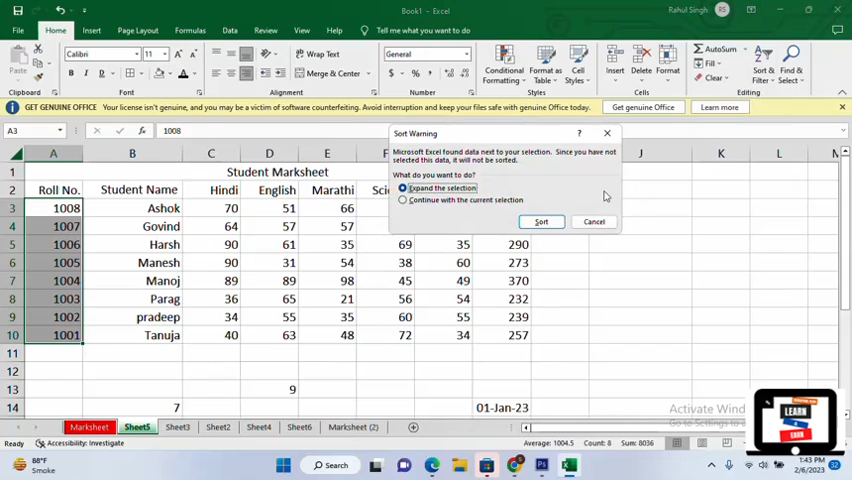 Book1 - Excel
Rahul Singh RS
File Home Insert Page Layout Formulas Data Review View Help Tell me what you want to do
Paste Calibri 11 Wrap Text General Conditional Format as Cell Insert Delete Format AutoSum Sort & Find &
Formatting Table Styles Fill Filter Select
B I U Merge & Center $ % Clear
Clipboard Font Alignment Number Styles Cells Editing
GET GENUINE OFFICE Your license isn't genuine, and you may be a victim of software counterfeiting. Avoid interruption and keep your files safe with genuine Office today. Get genuine Office Learn more
A3 fx 1008
Sort Warning ? ×
Microsoft Excel found data next to your selection. Since you have not
selected this data, it will not be sorted.
What do you want to do?
Expand the selection
Continue with the current selection
Sort Cancel
A B C D E F J K L M
1 Student Marksheet
2 Roll No. Student Name Hindi English Marathi
3 1008 Ashok 70 51 66
4 1007 Govind 64 57 57
5 1006 Harsh 90 61 35 69 35 290
6 1005 Manesh 90 31 54 38 60 273
7 1004 Manoj 89 89 98 45 49 370
8 1003 Parag 36 65 21 56 54 232
9 1002 pradeep 34 55 35 60 55 239
10 1001 Tanuja 40 63 48 72 34 257
11
12
13 9
14 7 01-Jan-23
Activate Wind
Go to Settings to a
LEARN
&
EARN
Marksheet Sheet5 Sheet3 Sheet2 Sheet4 Sheet6 Marksheet (2)
Ready Accessibility: Investigate Average: 1004.5 Count: 8 Sum: 8036
88°F
Smoke
Search
1:43 PM
2/6/2023
32